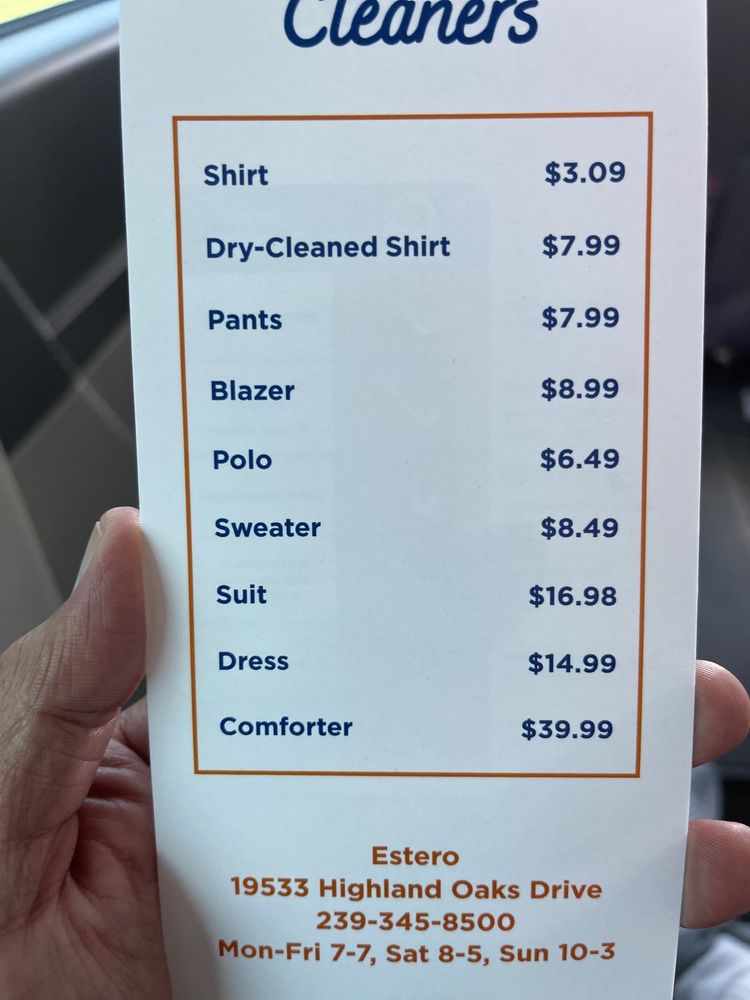 Cleaners
Shirt $3.09
Dry-Cleaned Shirt $7.99
Pants $7.99
Blazer $8.99
Polo $6.49
Sweater $8.49
Suit $16.98
Dress $14.99
Comforter $39.99
Estero
19533 Highland Oaks Drive
239-345-8500
Mon-Fri 7-7, Sat 8-5, Sun 10-3